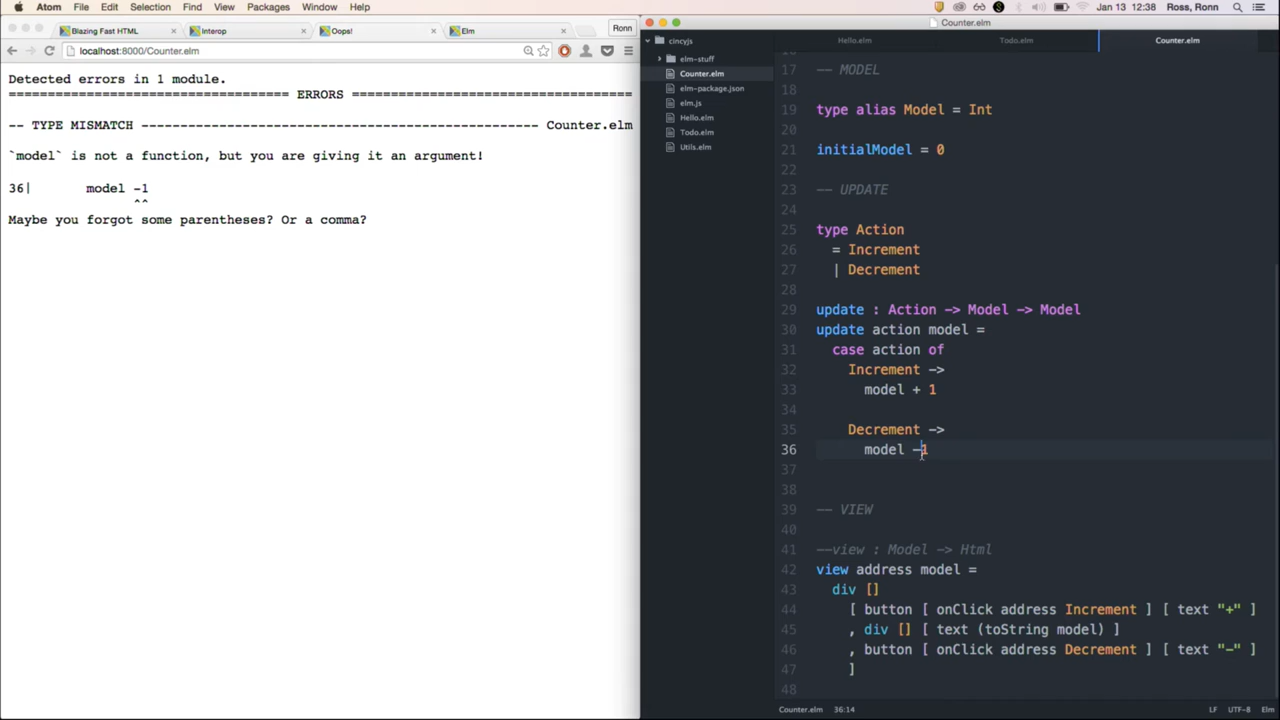 Atom File Edit Selection Find View Packages Window Help Jan 13 12:38 Ross, Ronn
Blazing Fast HTML Interop Oops! Elm Ronn
localhost:8000/Counter.elm
Detected errors in 1 module.
==================================== ERRORS ====================================
-- TYPE MISMATCH --------------------------------------------------- Counter.elm
`model` is not a function, but you are giving it an argument!
36| model -1
^^
Maybe you forgot some parentheses? Or a comma?
Counter.elm
cincyjs
elm-stuff
Counter.elm
elm-package.json
elm.js
Hello.elm
Todo.elm
Utils.elm
Hello.elm Todo.elm Counter.elm
17 -- MODEL
18
19 type alias Model = Int
20
21 initialModel = 0
22
23 -- UPDATE
24
25 type Action
26 = Increment
27 | Decrement
28
29 update : Action -> Model -> Model
30 update action model =
31 case action of
32 Increment ->
33 model + 1
34
35 Decrement ->
36 model -1
37
38
39 -- VIEW
40
41 --view : Model -> Html
42 view address model =
43 div []
44 [ button [ onClick address Increment ] [ text "+" ]
45 , div [] [ text (toString model) ]
46 , button [ onClick address Decrement ] [ text "-" ]
47 ]
48
Counter.elm 36:14 LF UTF-8 Elm